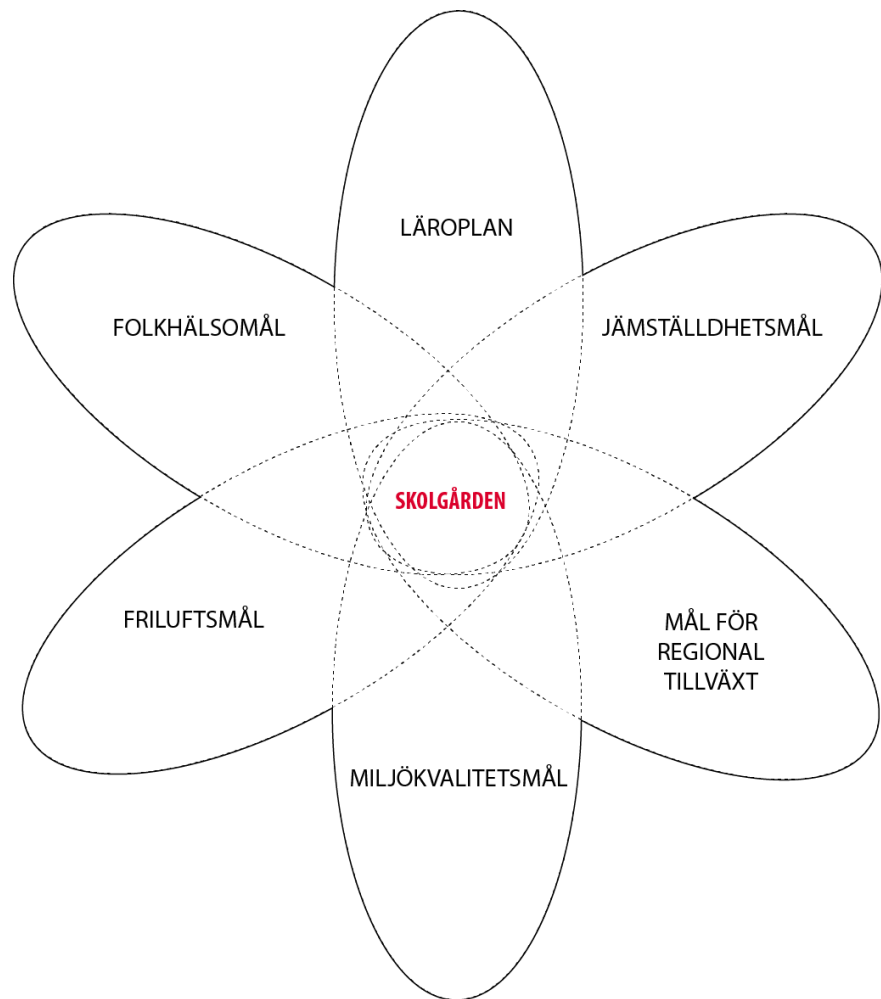 LÄROPLAN
FOLKHÄLSOMÅL
JÄMSTÄLLDHETSMÅL
SKOLGÅRDEN
FRILUFTSMÅL
MÅL FÖR
REGIONAL
TILLVÄXT
MILJÖKVALITETSMÅL